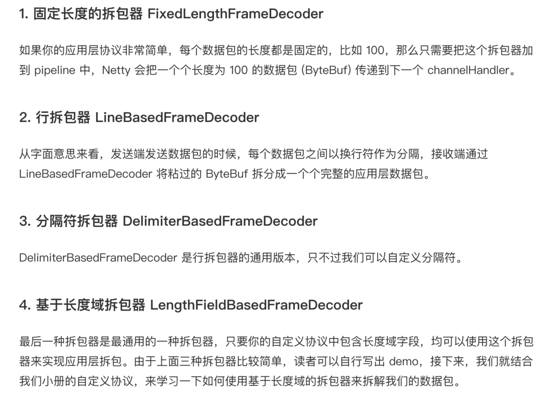 1. 固定长度的拆包器 FixedLengthFrameDecoder
如果你的应用层协议非常简单，每个数据包的长度都是固定的，比如 100，那么只需要把这个拆包器加
到 pipeline 中，Netty 会把一个个长度为 100 的数据包 (ByteBuf) 传递到下一个 channelHandler。
2. 行拆包器 LineBasedFrameDecoder
从字面意思来看，发送端发送数据包的时候，每个数据包之间以换行符作为分隔，接收端通过
LineBasedFrameDecoder 将粘过的 ByteBuf 拆分成一个个完整的应用层数据包。
3. 分隔符拆包器 DelimiterBasedFrameDecoder
DelimiterBasedFrameDecoder 是行拆包器的通用版本，只不过我们可以自定义分隔符。
4. 基于长度域拆包器 LengthFieldBasedFrameDecoder
最后一种拆包器是最通用的一种拆包器，只要你的自定义协议中包含长度域字段，均可以使用这个拆包
器来实现应用层拆包。由于上面三种拆包器比较简单，读者可以自行写出 demo，接下来，我们就结合
我们小册的自定义协议，来学习一下如何使用基于长度域的拆包器来拆解我们的数据包。